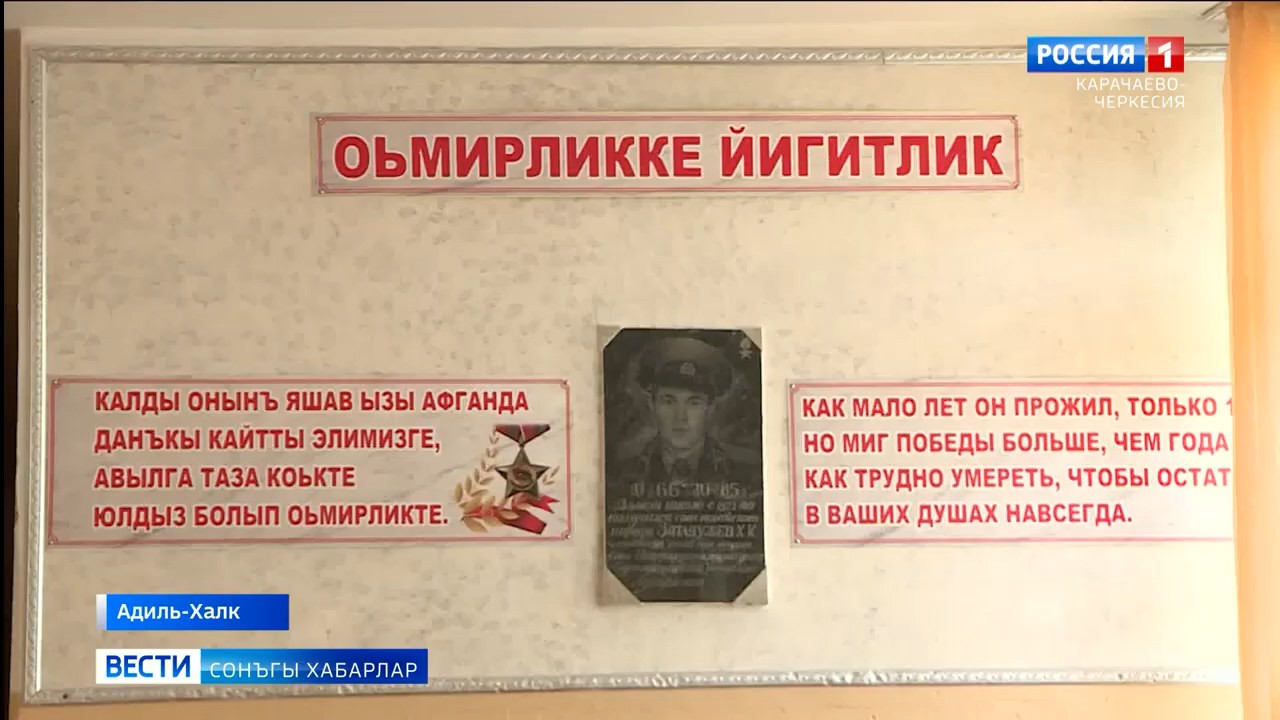 РОССИЯ 1
КАРАЧАЕВО-
ЧЕРКЕСИЯ
ОЬМИРЛИККЕ ЙИГИТЛИК
КАЛДЫ ОНЫНЪ ЯШАВ ЫЗЫ АФГАНДА
ДАНЪКЫ КАЙТТЫ ЭЛИМИЗГЕ,
АВЫЛГА ТАЗА КОЬКТЕ
ЮЛДЫЗ БОЛЫП ОЬМИРЛИКТЕ.
КАК МАЛО ЛЕТ ОН ПРОЖИЛ, ТОЛЬКО
НО МИГ ПОБЕДЫ БОЛЬШЕ, ЧЕМ ГОДА
КАК ТРУДНО УМЕРЕТЬ, ЧТОБЫ ОСТАТ
В ВАШИХ ДУШАХ НАВСЕГДА.
Адиль-Халк
ВЕСТИ СОНЪГЫ ХАБАРЛАР